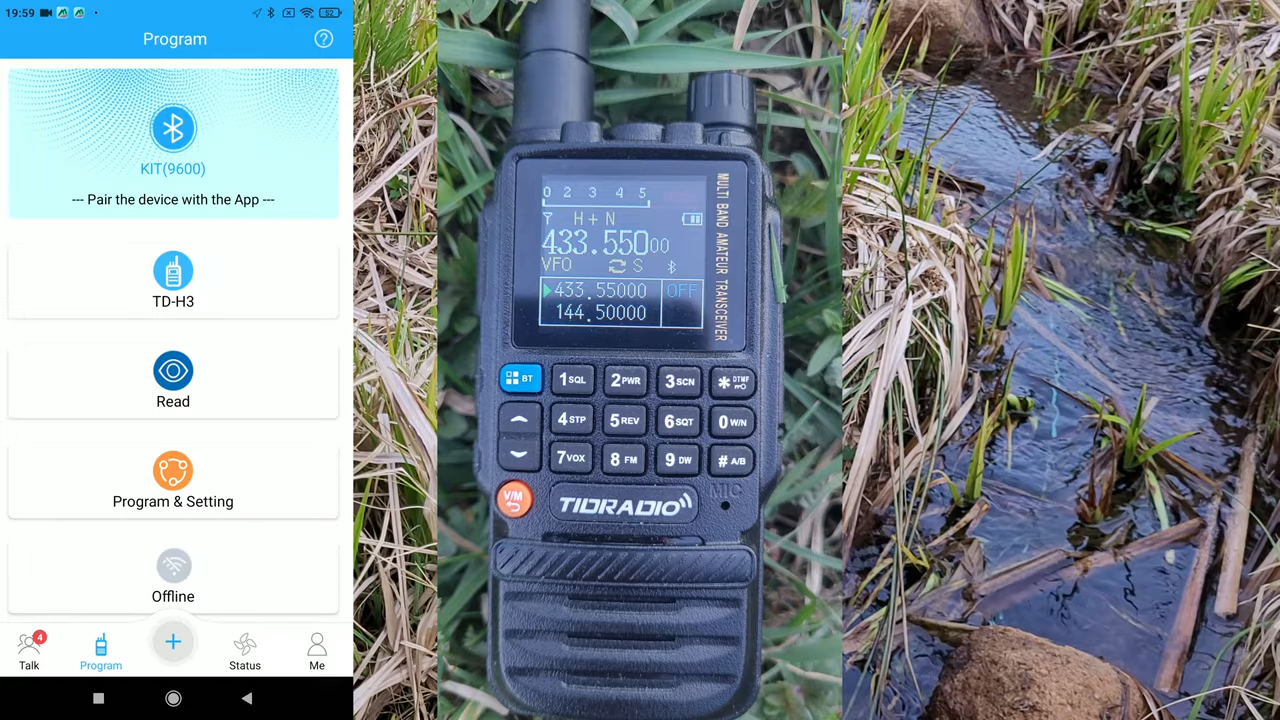 19:59
52
Program
?
KIT(9600)
--- Pair the device with the App ---
TD-H3
Read
Program & Setting
Offline
4
Talk
Program
+
Status
Me
0 2 3 4 5
H+ N
433.55000
VFO S
433.55000 OFF
144.50000
MULTI BAND AMATEUR TRANSCEIVER
BT 1 SQL 2 PWR 3 SCN * DTMF
4 STP 5 REV 6 SQT 0 W/N
7 VOX 8 FM 9 DW # A/B
V/M
TIDRADIO
MIC